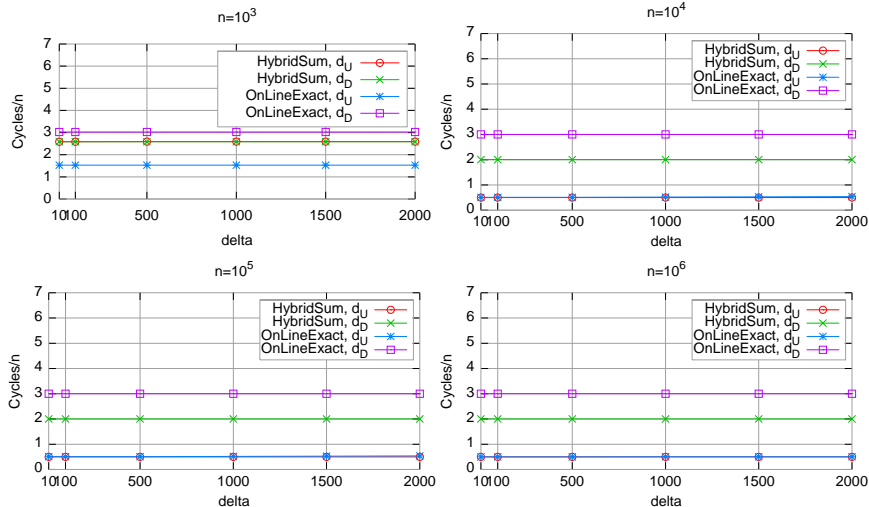 n=10^3
7
6
5
4
3
2
1
0
Cycles/n
HybridSum, d_U
HybridSum, d_D
OnLineExact, d_U
OnLineExact, d_D
10 100 500 1000 1500 2000
delta
n=10^4
7
6
5
4
3
2
1
0
HybridSum, d_U
HybridSum, d_D
OnLineExact, d_U
OnLineExact, d_D
10 100 500 1000 1500 2000
delta
n=10^5
7
6
5
4
3
2
1
0
Cycles/n
HybridSum, d_U
HybridSum, d_D
OnLineExact, d_U
OnLineExact, d_D
10 100 500 1000 1500 2000
delta
n=10^6
7
6
5
4
3
2
1
0
HybridSum, d_U
HybridSum, d_D
OnLineExact, d_U
OnLineExact, d_D
10 100 500 1000 1500 2000
delta